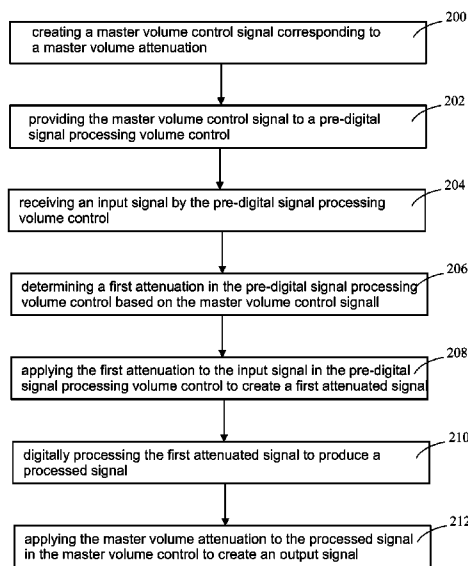 200
creating a master volume control signal corresponding to
a master volume attenuation
202
providing the master volume control signal to a pre-digital
signal processing volume control
204
receiving an input signal by the pre-digital signal processing
volume control
206
determining a first attenuation in the pre-digital signal processing
volume control based on the master volume control signall
208
applying the first attenuation to the input signal in the pre-digital
signal processing volume control to create a first attenuated signal
210
digitally processing the first attenuated signal to produce a
processed signal
212
applying the master volume attenuation to the processed signal
in the master volume control to create an output signal